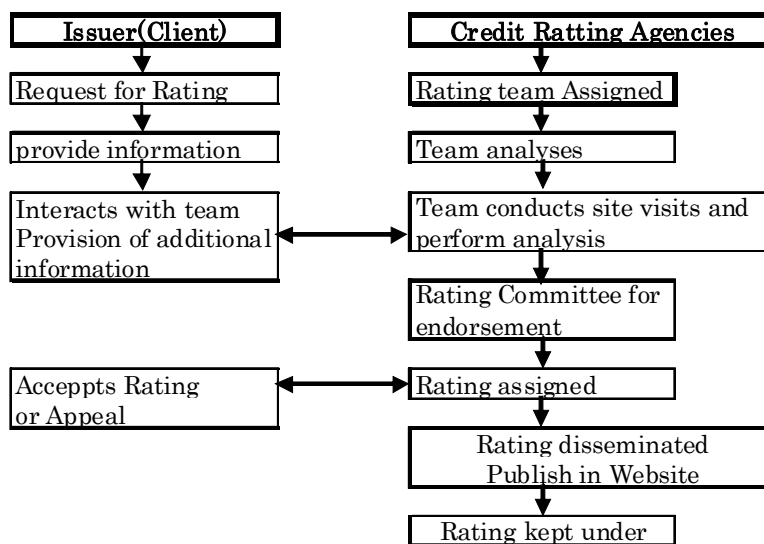 Issuer(Client)
Credit Ratting Agencies
Request for Rating
Rating team Assigned
provide information
Team analyses
Interacts with team
Provision of additional
information
Team conducts site visits and
perform analysis
Rating Committee for
endorsement
Acceppts Rating
or Appeal
Rating assigned
Rating disseminated
Publish in Website
Rating kept under